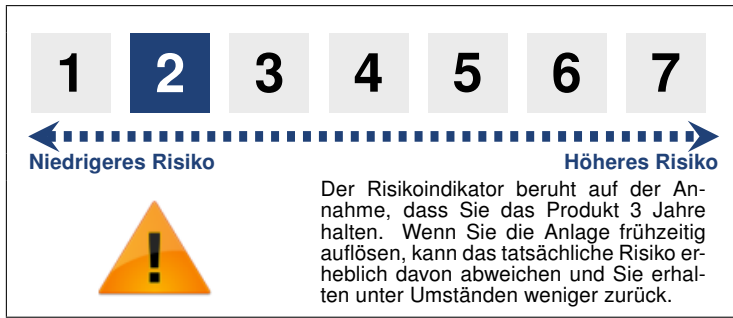 1 2 3 4 5 6 7
Niedrigeres Risiko Höheres Risiko
Der Risikoindikator beruht auf der An-
nahme, dass Sie das Produkt 3 Jahre
halten. Wenn Sie die Anlage frühzeitig
auflösen, kann das tatsächliche Risiko er-
heblich davon abweichen und Sie erhal-
ten unter Umständen weniger zurück.